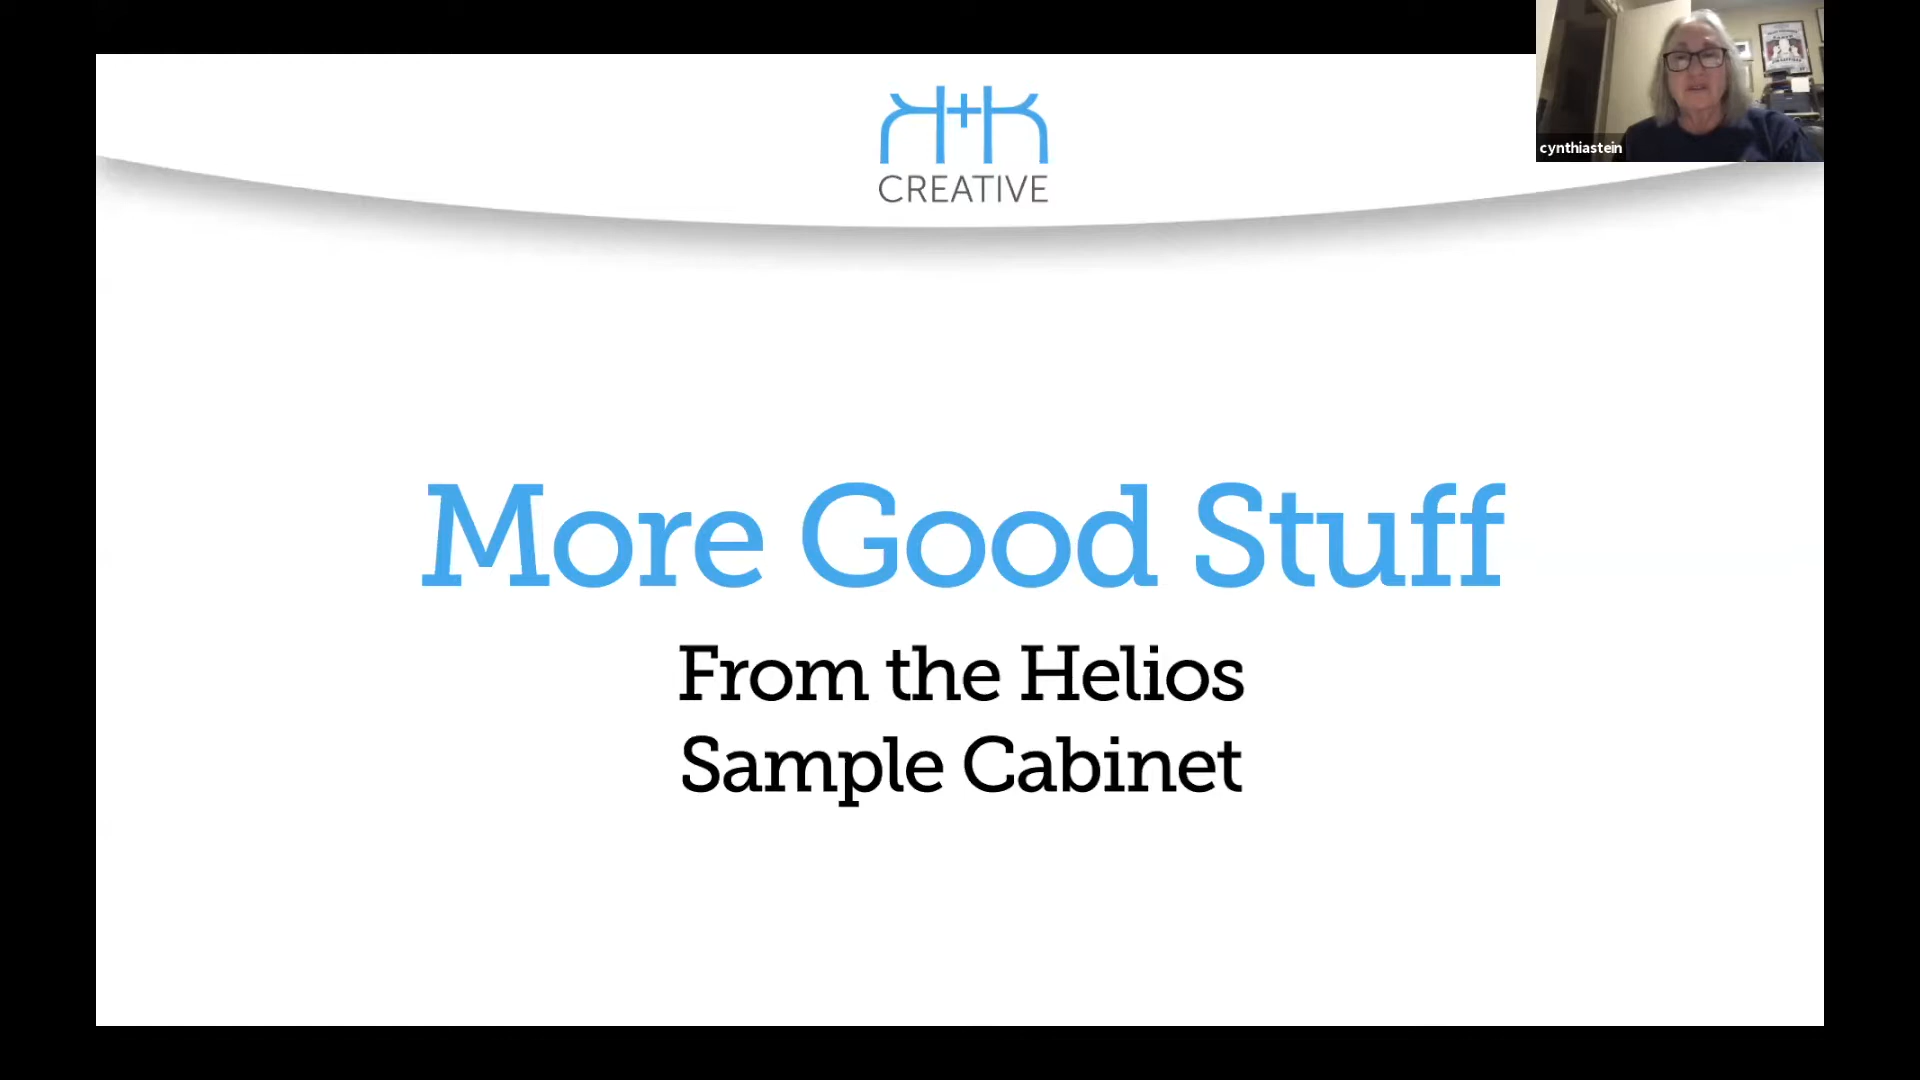 K+K
CREATIVE
cynthiastein
More Good Stuff
From the Helios
Sample Cabinet